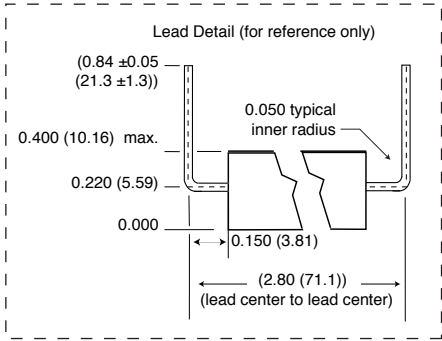 Lead Detail (for reference only)
(0.84 ±0.05
(21.3 ±1.3))
0.050 typical
inner radius
0.400 (10.16) max.
0.220 (5.59)
0.000
0.150 (3.81)
(2.80 (71.1))
(lead center to lead center)